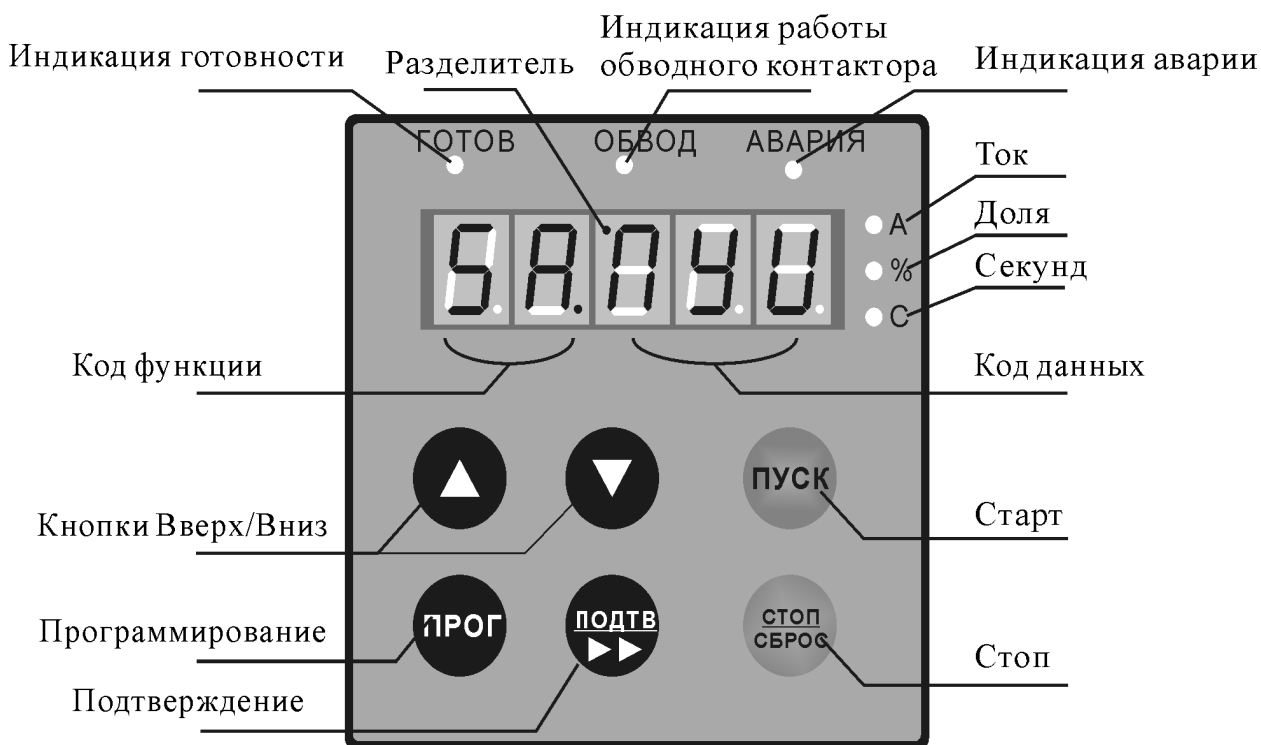 Индикация готовности
Разделитель
Индикация работы
обводного контактора
Индикация аварии
ГОТОВ
ОБВОД
АВАРИЯ
Ток
A
Доля
%
Секунд
C
Код функции
Код данных
ПУСК
Кнопки Вверх/Вниз
Старт
ПРОГ
ПОДТВ
СТОП
СБРОС
Программирование
Стоп
Подтверждение